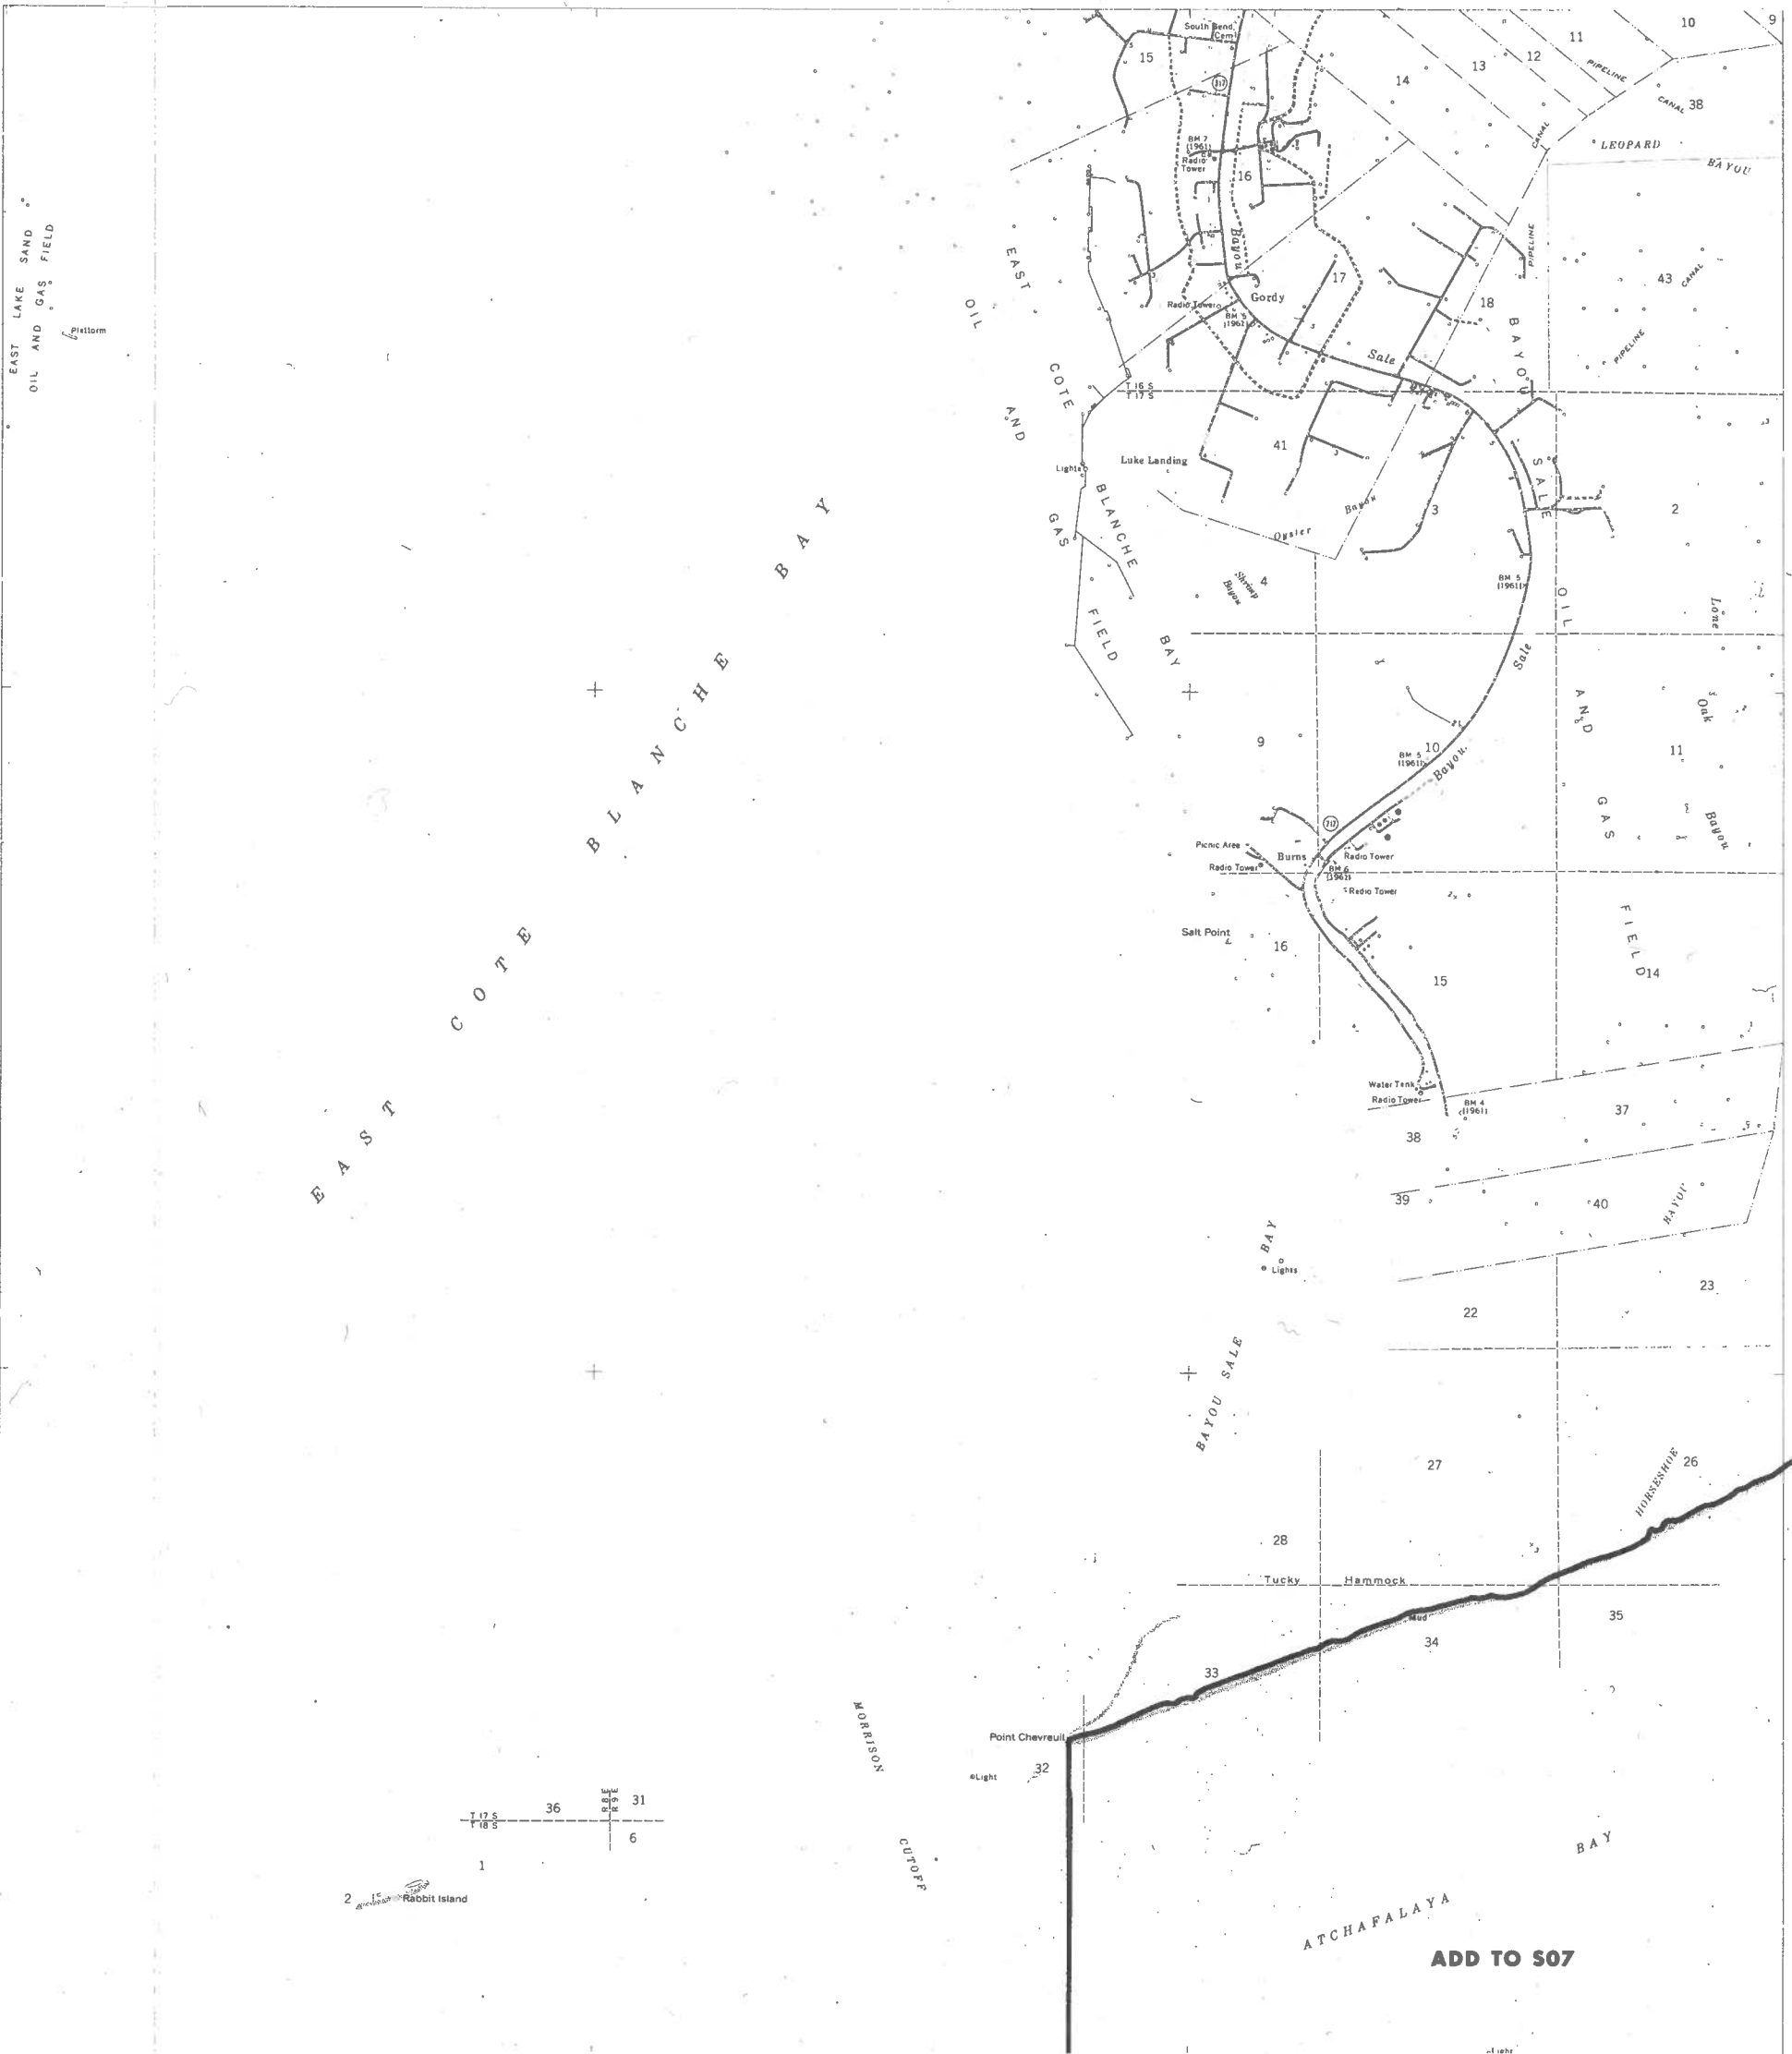 South Bend
Cem
15
317
10
9
11
12
13
14
PIPELINE
CANAL
38
CANAL
LEOPARD
BAYOU
BM 7
(1961)
Radio
Tower
16
EAST LAKE SAND
OIL AND GAS FIELD
Platform
Bayou
17
PIPELINE
43
CANAL
18
Gordy
Radio Tower
BM 5
(1961)
Sale
PIPELINE
T 16 S
T 17 S
EAST
COTE
BLANCHE
BAY
OIL
AND
GAS
FIELD
BAYOU
SALE
OIL
AND
GAS
FIELD
41
Luke Landing
Lights
Oyster
Bayou
3
2
Shrimp
Bayou
4
BM 5
(1961)
Lone
Oak
Bayou
Sale
Bayou
9
10
BM 5
(1961)
11
317
Picnic Area
Radio Tower
Burns
Radio Tower
BM 6
(1961)
Radio Tower
Salt Point
16
15
14
EAST COTE BLANCHE BAY
Water Tank
Radio Tower
BM 4
(1961)
37
38
39
40
BAYOU
BAY
Lights
23
22
BAYOU SALE
27
26
HORSESHOE
28
Tucky Hammock
Mud
35
34
33
MORRISON
CUTOFF
Point Chevreuil
Light
32
36
R 8 E
R 9 E
31
T 17 S
T 18 S
6
1
2
Rabbit Island
ATCHAFALAYA
BAY
ADD TO S07
Light